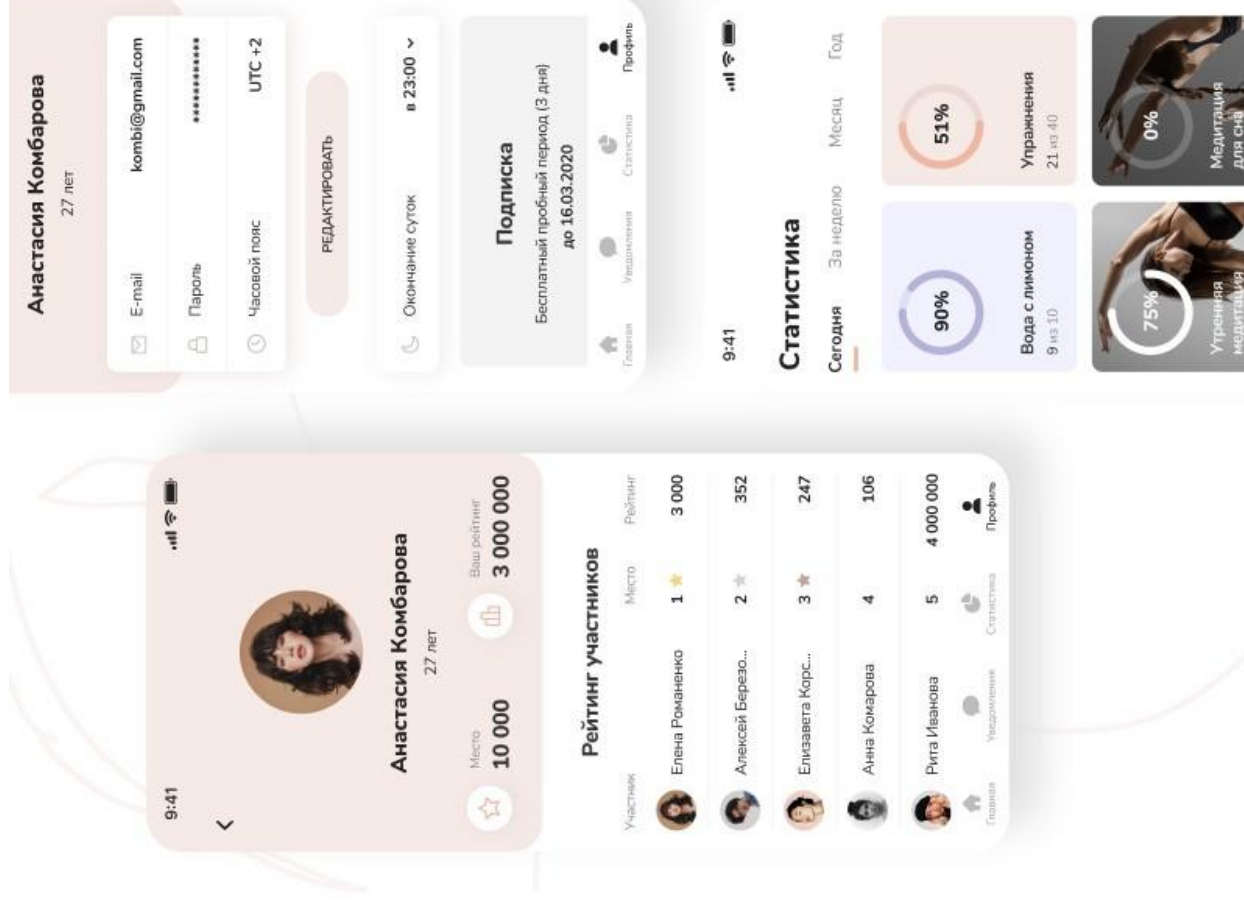 9:41
Анастасия Комбарова
27 лет
Место
10 000
Ваш рейтинг
3 000 000
Рейтинг участников
Участник Место Рейтинг
Елена Романенко 1 3 000
Алексей Березо... 2 352
Елизавета Корс... 3 247
Анна Комарова 4 106
Рита Иванова 5 4 000 000
Главная Уведомления Статистика Профиль
Анастасия Комбарова
27 лет
E-mail kombi@gmail.com
Пароль ************
Часовой пояс UTC +2
РЕДАКТИРОВАТЬ
Окончание суток в 23:00
Подписка
Бесплатный пробный период (3 дня)
до 16.03.2020
Главная Уведомления Статистика Профиль
9:41
Статистика
Сегодня За неделю Месяц Год
90%
Вода с лимоном
9 из 10
51%
Упражнения
21 из 40
75%
Утренняя
медитация
0%
Медитация
для сна